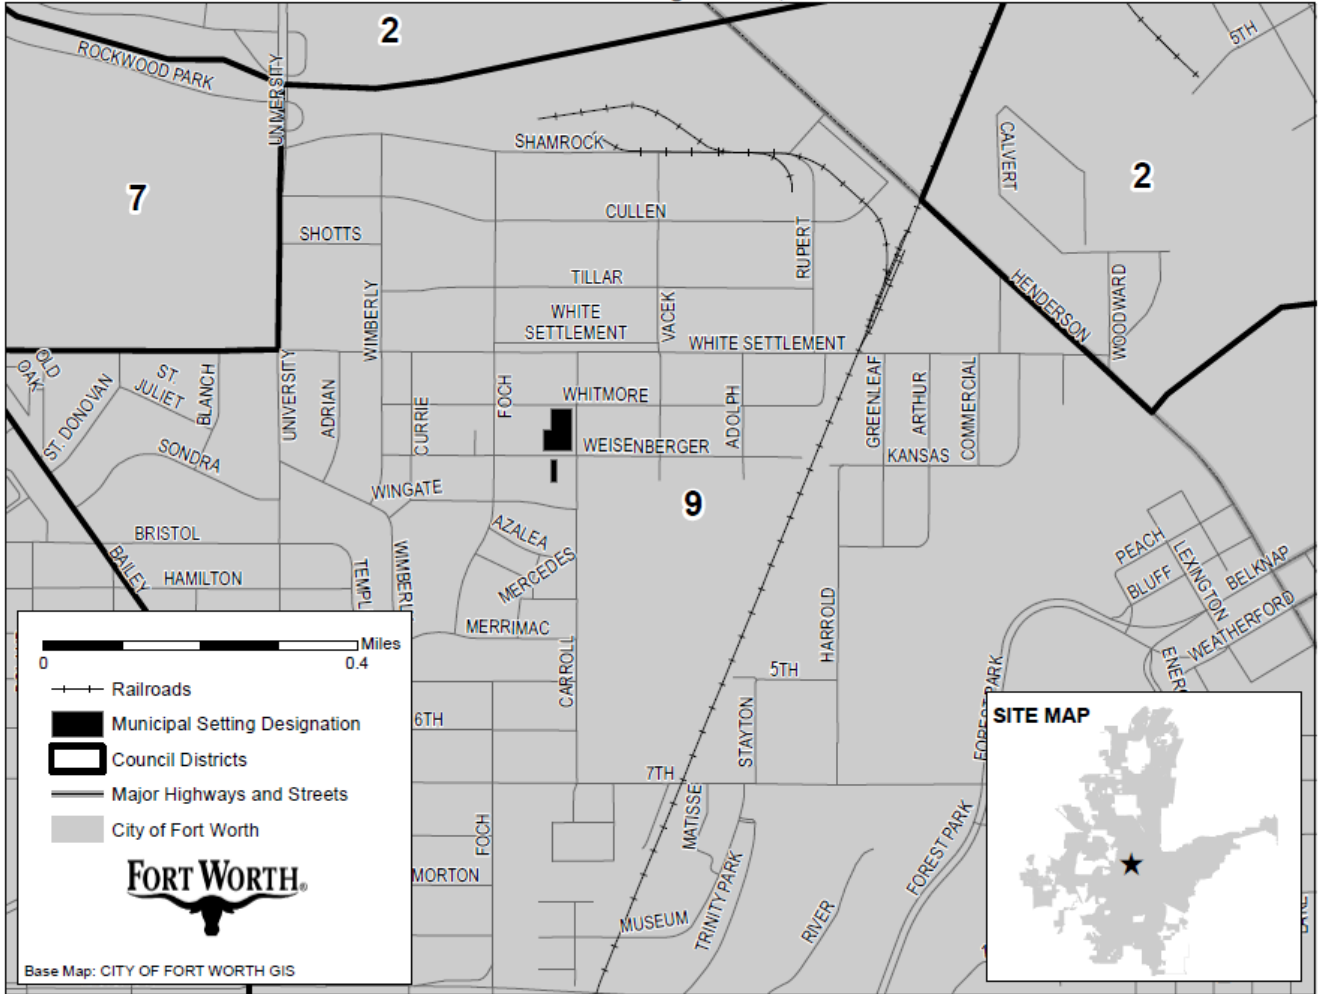 2
5TH
ROCKWOOD PARK
UNIVERSITY
SHAMROCK
CALVERT
7
2
CULLEN
SHOTTS
RUPERT
TILLAR
HENDERSON
WOODWARD
WIMBERLY
WHITE
SETTLEMENT
VACEK
WHITE SETTLEMENT
OLD
OAK
ST.
JULIET
BLANCH
UNIVERSITY
ADRIAN
ST. DONOVAN
CURRIE
FOCH
WHITMORE
ADOLPH
GREENLEAF
ARTHUR
COMMERCIAL
WEISENBERGER
KANSAS
SONDRA
WINGATE
9
BRISTOL
AZALEA
PEACH
LEXINGTON
BELKNAP
BAILEY
HAMILTON
TEMPL
WIMBERL
MERCEDES
BLUFF
WEATHERFORD
MERRIMAC
HARROLD
CARROLL
5TH
ENERG
FOREST PARK
STAYTON
6TH
7TH
MATISSE
FOCH
FOREST PARK
MORTON
TRINITY PARK
MUSEUM
RIVER
0
0.4
Miles
Railroads
Municipal Setting Designation
Council Districts
Major Highways and Streets
City of Fort Worth
FORT WORTH®
Base Map: CITY OF FORT WORTH GIS
SITE MAP